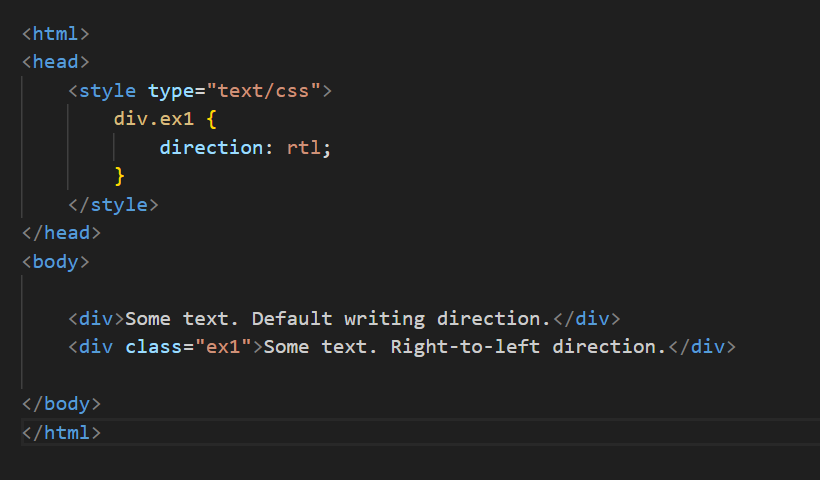 <html>
<head>
    <style type="text/css">
        div.ex1 {
            direction: rtl;
        }
    </style>
</head>
<body>

    <div>Some text. Default writing direction.</div>
    <div class="ex1">Some text. Right-to-left direction.</div>

</body>
</html>